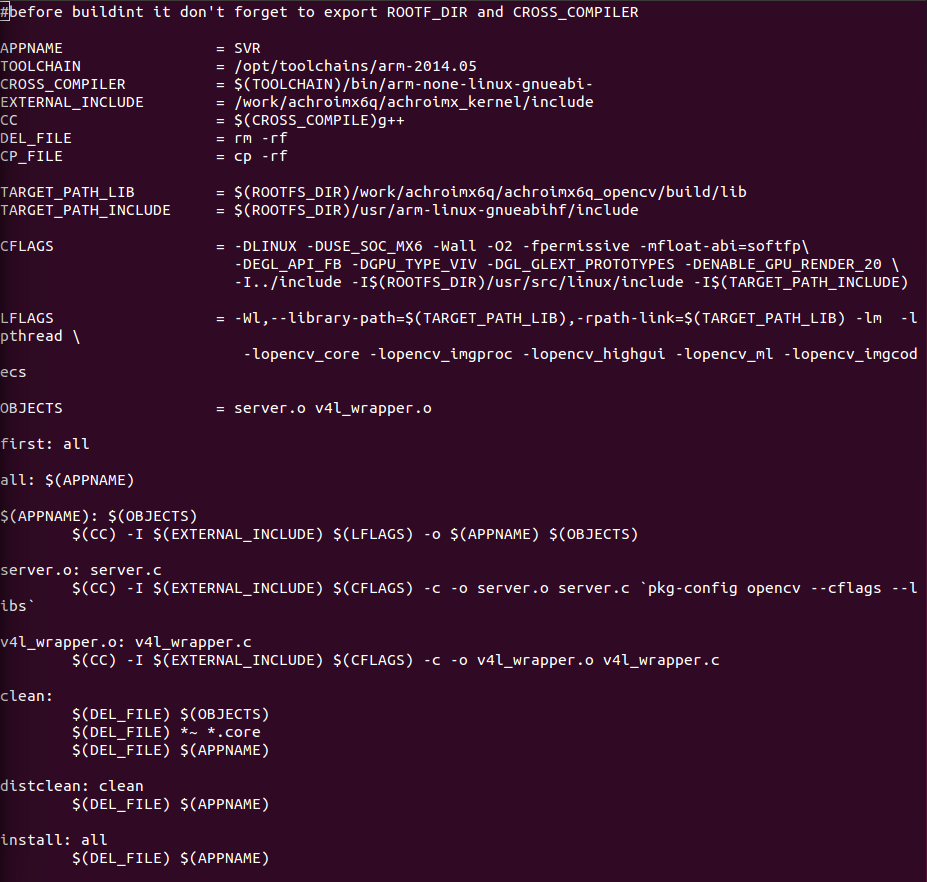 #before buildint it don't forget to export ROOTF_DIR and CROSS_COMPILER
APPNAME = SVR
TOOLCHAIN = /opt/toolchains/arm-2014.05
CROSS_COMPILER = $(TOOLCHAIN)/bin/arm-none-linux-gnueabi-
EXTERNAL_INCLUDE = /work/achroimx6q/achroimx_kernel/include
CC = $(CROSS_COMPILE)g++
DEL_FILE = rm -rf
CP_FILE = cp -rf
TARGET_PATH_LIB = $(ROOTFS_DIR)/work/achroimx6q/achroimx6q_opencv/build/lib
TARGET_PATH_INCLUDE = $(ROOTFS_DIR)/usr/arm-linux-gnueabihf/include
CFLAGS = -DLINUX -DUSE_SOC_MX6 -Wall -O2 -fpermissive -mfloat-abi=softfp\
-DEGL_API_FB -DGPU_TYPE_VIV -DGL_GLEXT_PROTOTYPES -DENABLE_GPU_RENDER_20 \
-I../include -I$(ROOTFS_DIR)/usr/src/linux/include -I$(TARGET_PATH_INCLUDE)
LFLAGS = -Wl,--library-path=$(TARGET_PATH_LIB),-rpath-link=$(TARGET_PATH_LIB) -lm  -l
pthread \
-lopencv_core -lopencv_imgproc -lopencv_highgui -lopencv_ml -lopencv_imgcod
ecs
OBJECTS = server.o v4l_wrapper.o
first: all
all: $(APPNAME)
$(APPNAME): $(OBJECTS)
$(CC) -I $(EXTERNAL_INCLUDE) $(LFLAGS) -o $(APPNAME) $(OBJECTS)
server.o: server.c
$(CC) -I $(EXTERNAL_INCLUDE) $(CFLAGS) -c -o server.o server.c `pkg-config opencv --cflags --l
ibs`
v4l_wrapper.o: v4l_wrapper.c
$(CC) -I $(EXTERNAL_INCLUDE) $(CFLAGS) -c -o v4l_wrapper.o v4l_wrapper.c
clean:
$(DEL_FILE) $(OBJECTS)
$(DEL_FILE) *~ *.core
$(DEL_FILE) $(APPNAME)
distclean: clean
$(DEL_FILE) $(APPNAME)
install: all
$(DEL_FILE) $(APPNAME)